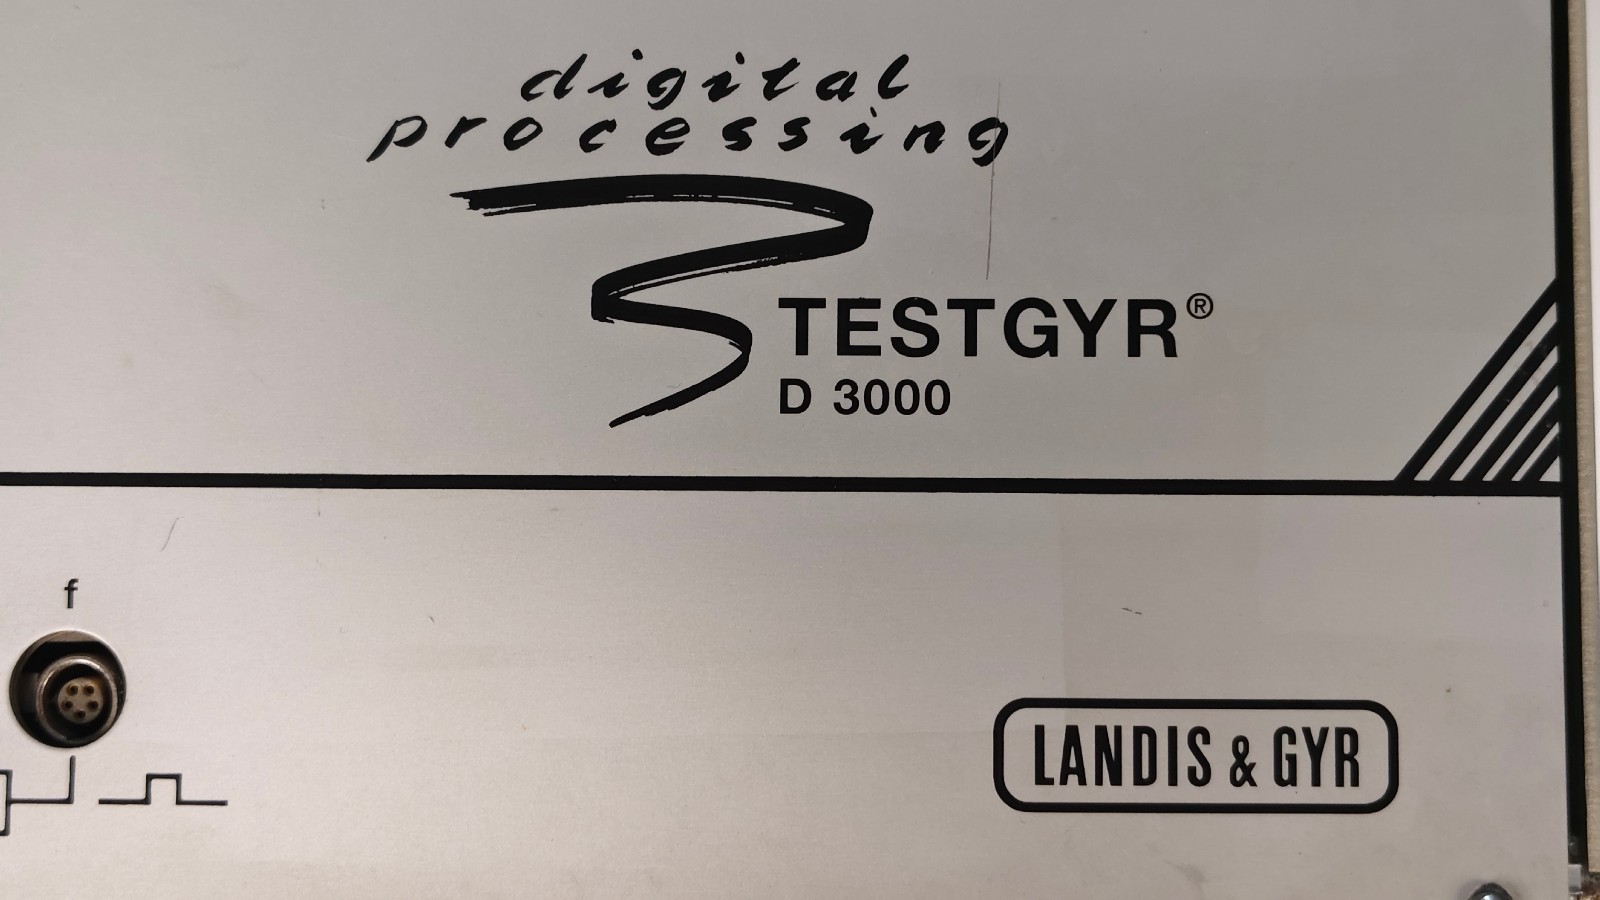 digital
processing
TESTGYR®
D 3000
f
LANDIS & GYR